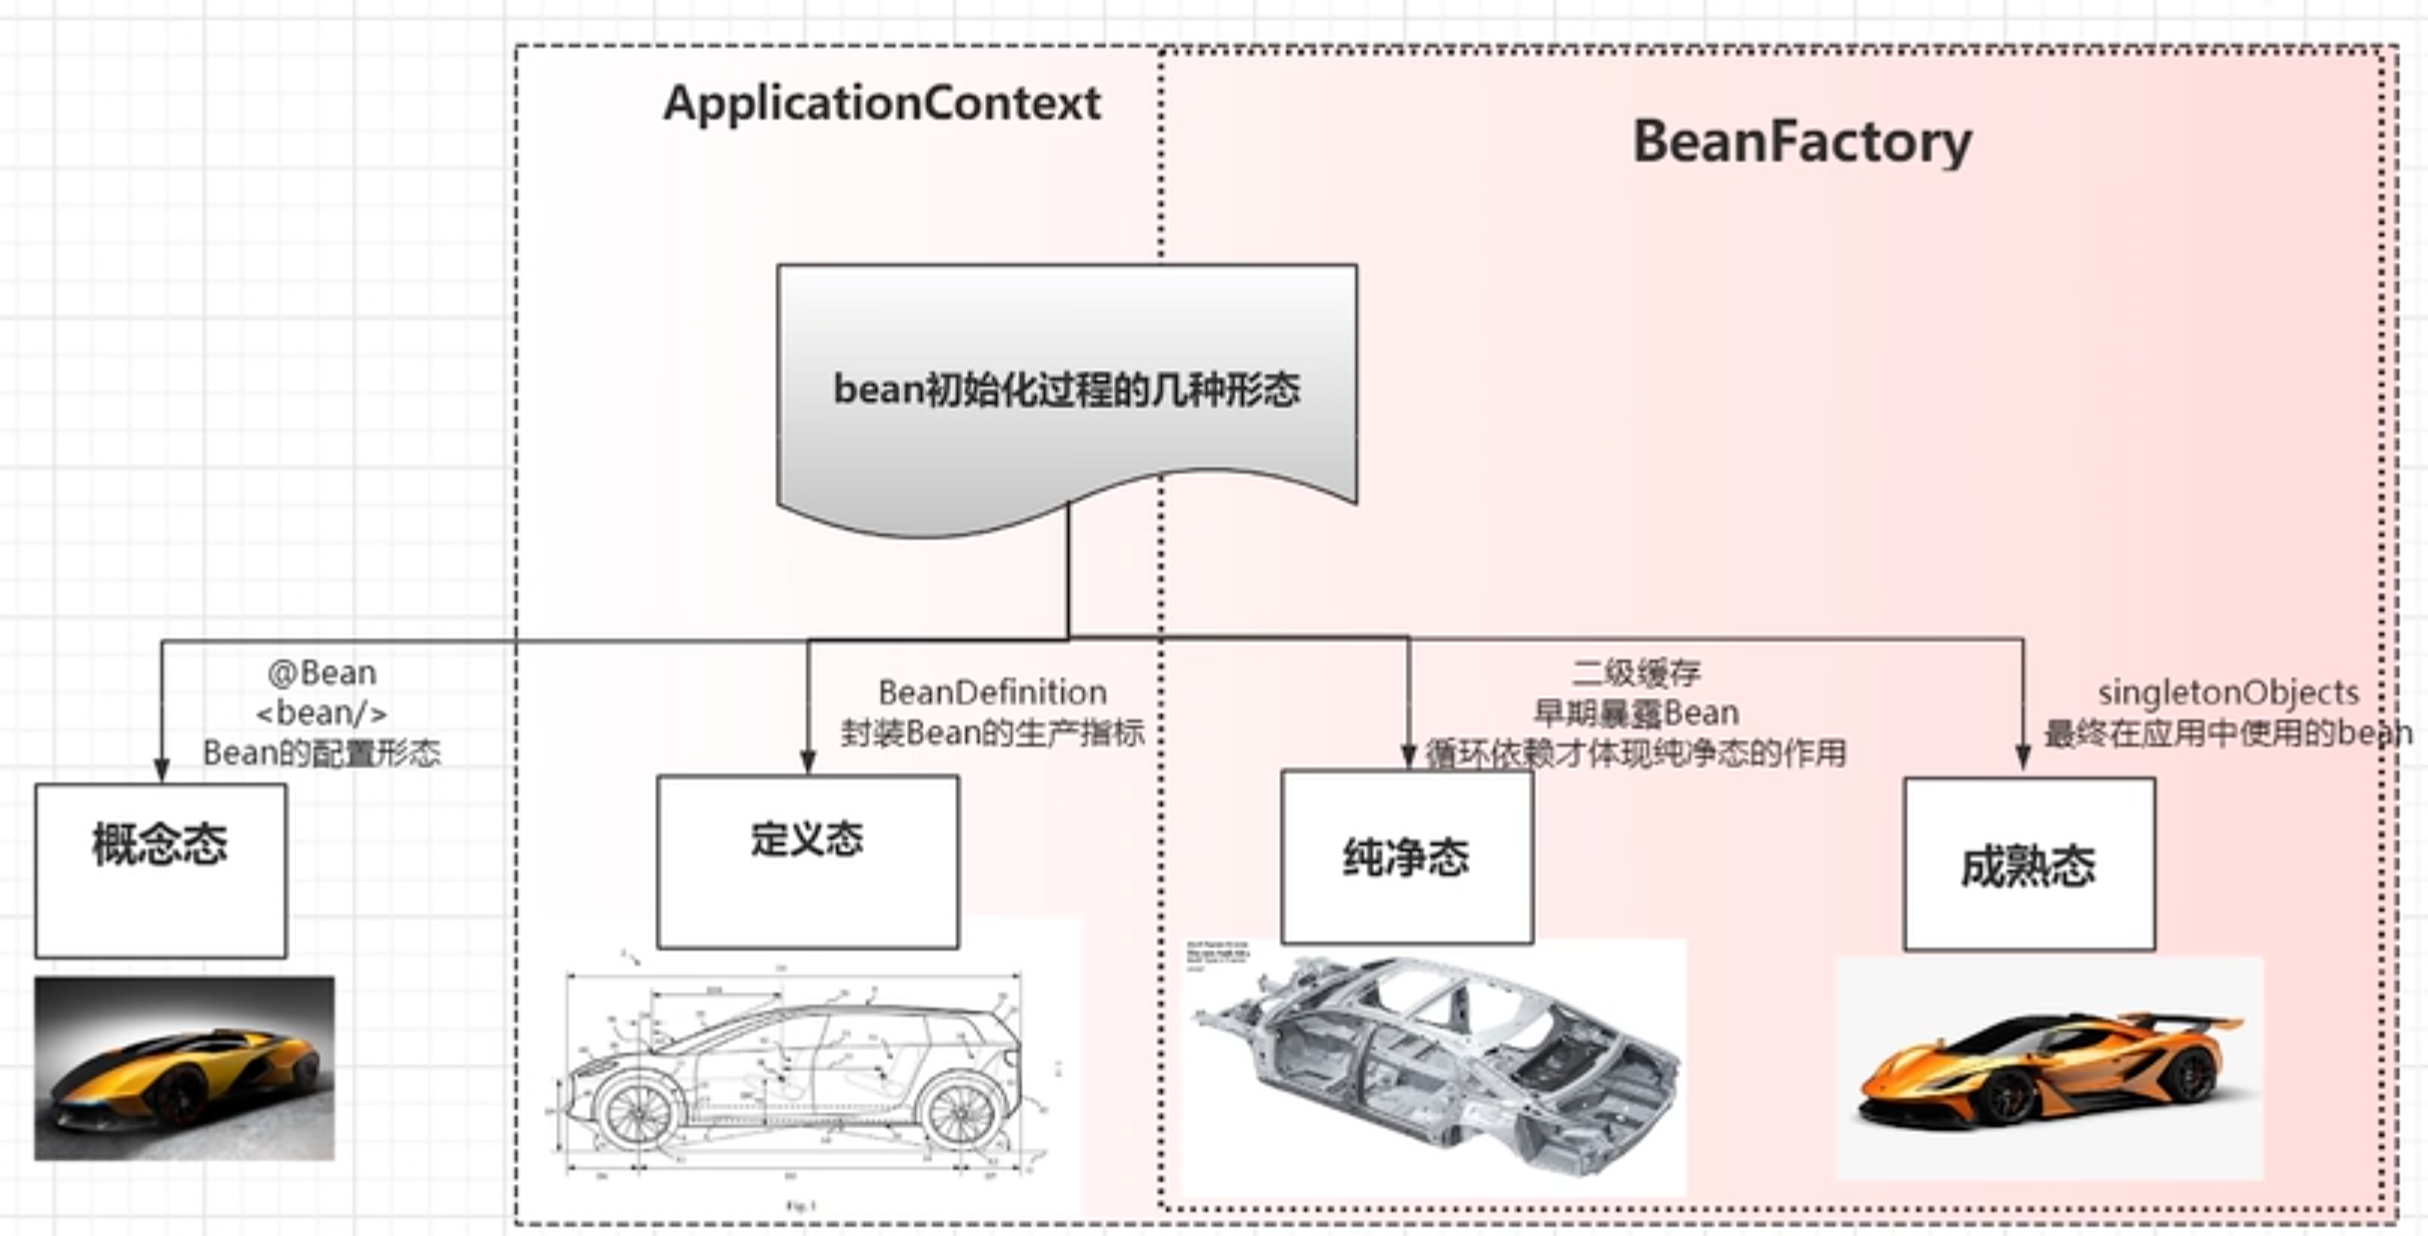 ApplicationContext
BeanFactory
bean初始化过程的几种形态
@Bean
<bean/>
Bean的配置形态
BeanDefinition
封装Bean的生产指标
二级缓存
早期暴露Bean
循环依赖才体现纯净态的作用
singletonObjects
最终在应用中使用的bean
概念态
定义态
纯净态
成熟态
Fig.1